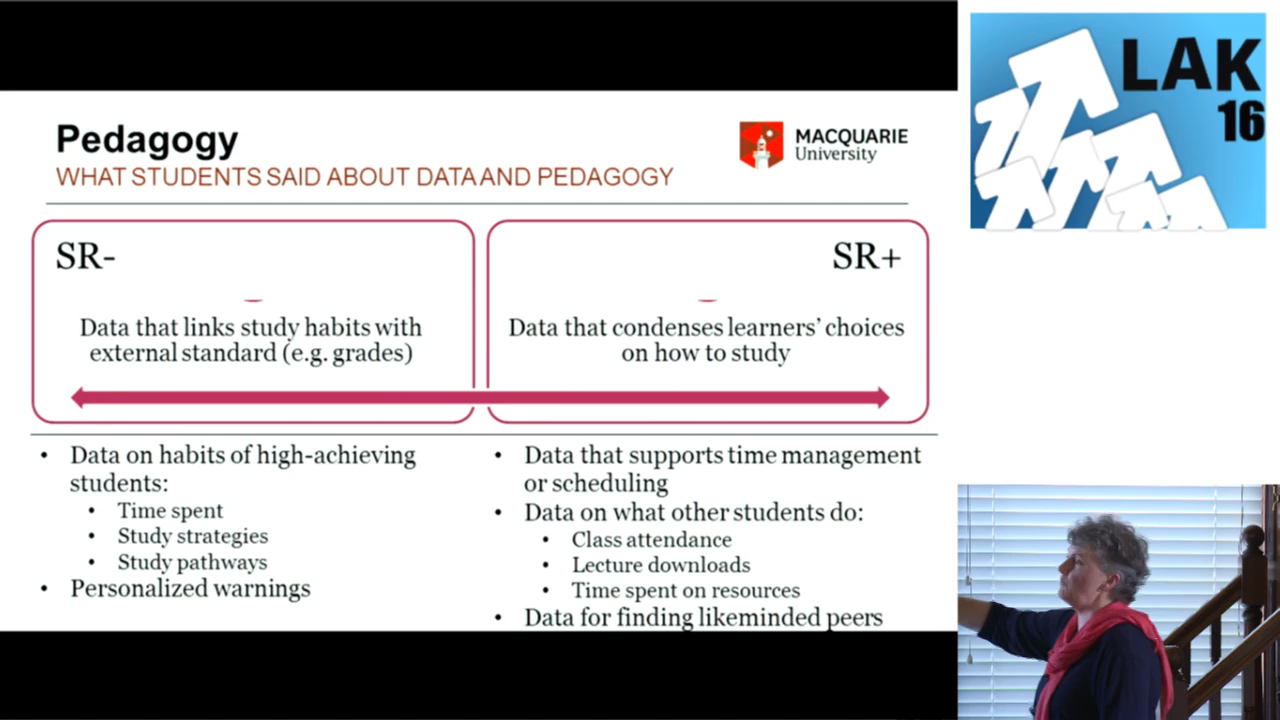 Pedagogy
WHAT STUDENTS SAID ABOUT DATA AND PEDAGOGY
MACQUARIE
University
LAK
16
SR-
Data that links study habits with
external standard (e.g. grades)
SR+
Data that condenses learners’ choices
on how to study
• Data on habits of high-achieving
students:
• Time spent
• Study strategies
• Study pathways
• Personalized warnings
• Data that supports time management
or scheduling
• Data on what other students do:
• Class attendance
• Lecture downloads
• Time spent on resources
• Data for finding likeminded peers